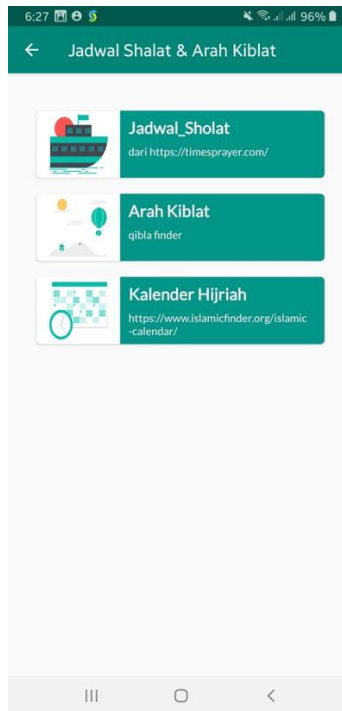 6:27 96%
Jadwal Shalat & Arah Kiblat
Jadwal_Sholat
dari https://timesprayer.com/
Arah Kiblat
qibla finder
Kalender Hijriah
https://www.islamicfinder.org/islamic
-calendar/